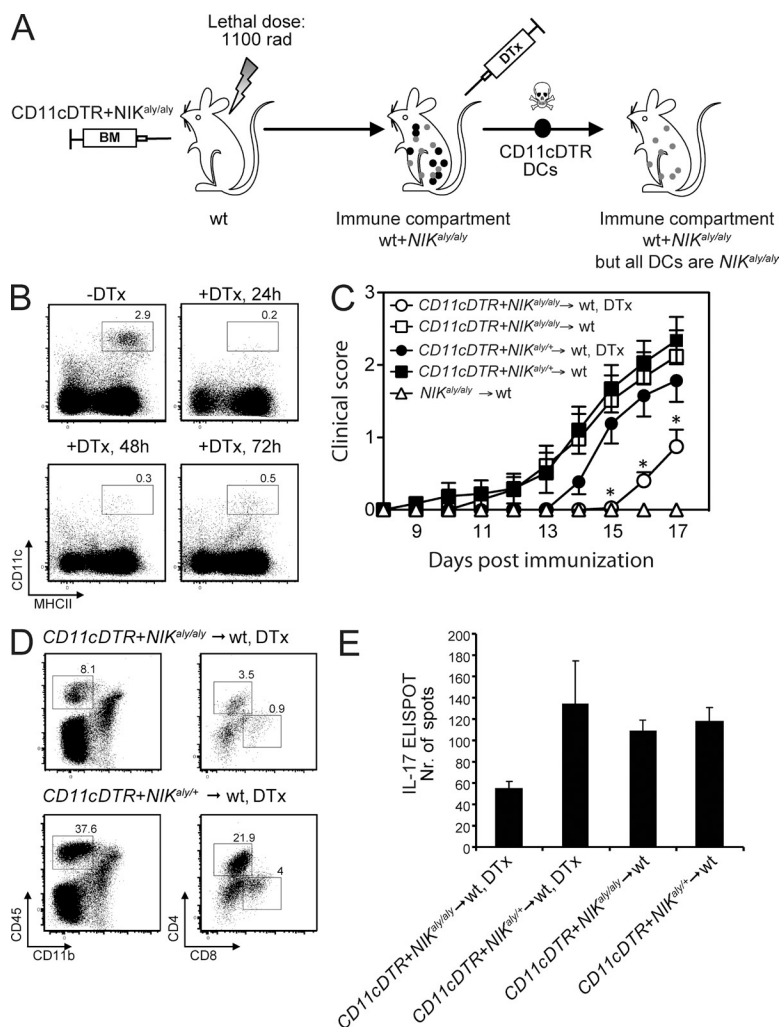 A
Lethal dose:
1100 rad
CD11cDTR+NIKaly/aly
BM
DTx
CD11cDTR
DCs
wt
Immune compartment
wt+NIKaly/aly
Immune compartment
wt+NIKaly/aly
but all DCs are NIKaly/aly
B
-DTx
+DTx, 24h
2.9
0.2
+DTx, 48h
+DTx, 72h
0.3
0.5
CD11c
MHCII
C
Clinical score
3
2
1
0
CD11cDTR+NIKaly/aly→ wt, DTx
CD11cDTR+NIKaly/aly→ wt
CD11cDTR+NIKaly/+→ wt, DTx
CD11cDTR+NIKaly/+→ wt
NIKaly/aly → wt
* * *
9 11 13 15 17
Days post immunization
D
CD11cDTR+NIKaly/aly → wt, DTx
8.1
3.5
0.9
CD11cDTR+NIKaly/+ → wt, DTx
37.6
21.9
4
CD45
CD11b
CD4
CD8
E
IL-17 ELISPOT
Nr. of spots
200
180
160
140
120
100
80
60
40
20
0
CD11cDTR+NIKaly/aly→wt, DTx
CD11cDTR+NIKaly/+→wt, DTx
CD11cDTR+NIKaly/aly→wt
CD11cDTR+NIKaly/+→wt